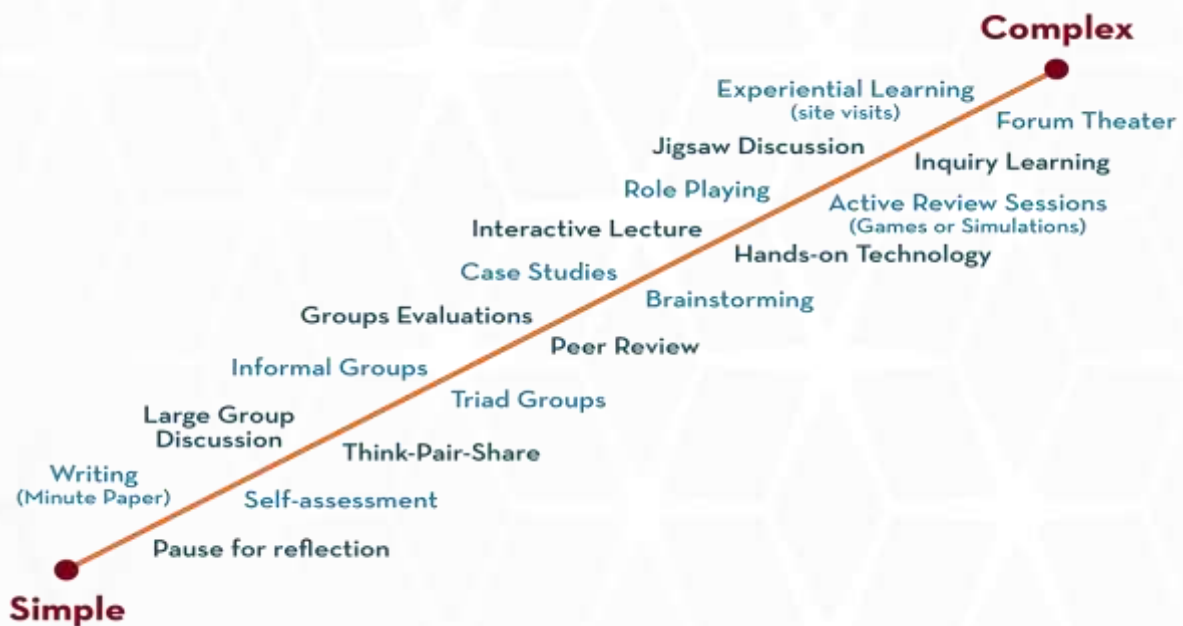 Complex
Experiential Learning
(site visits)
Forum Theater
Jigsaw Discussion
Inquiry Learning
Role Playing
Active Review Sessions
(Games or Simulations)
Interactive Lecture
Hands-on Technology
Case Studies
Brainstorming
Groups Evaluations
Peer Review
Informal Groups
Triad Groups
Large Group
Discussion
Think-Pair-Share
Writing
(Minute Paper)
Self-assessment
Pause for reflection
Simple